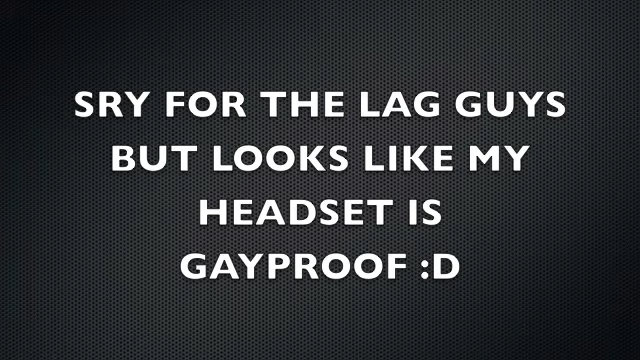 SRY FOR THE LAG GUYS
BUT LOOKS LIKE MY
HEADSET IS
GAYPROOF :D